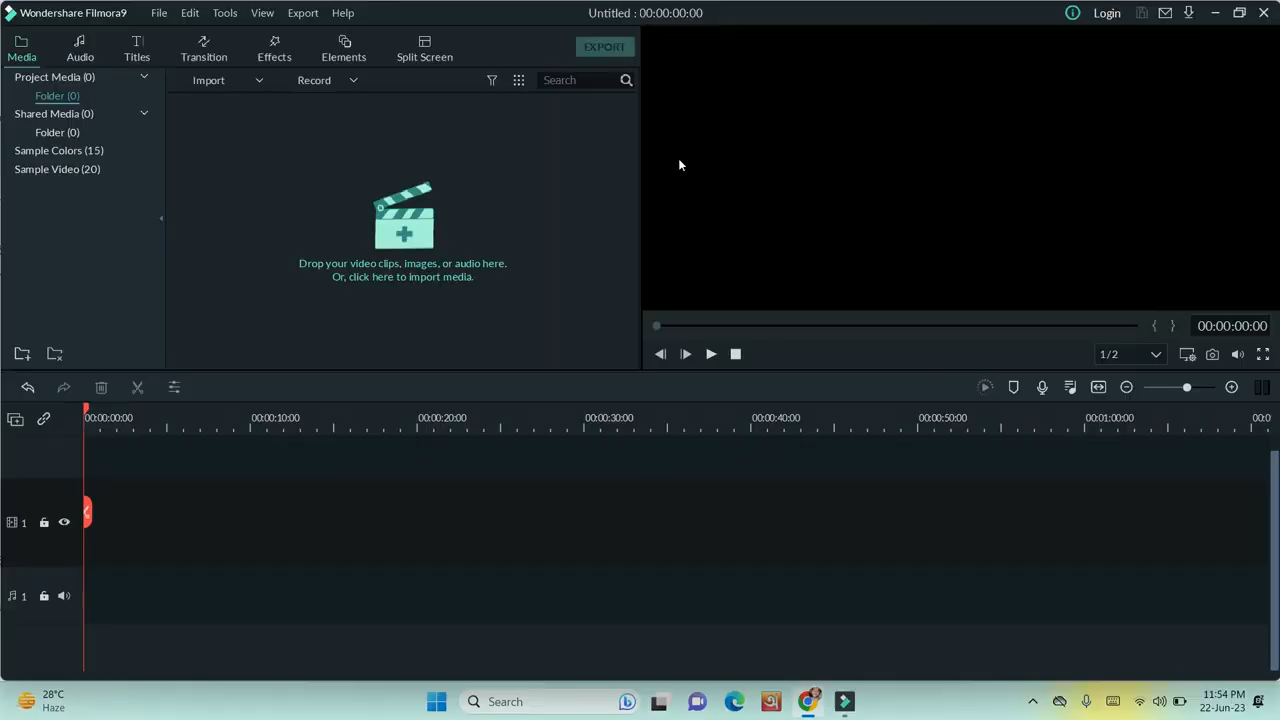 Wondershare Filmora9
File Edit Tools View Export Help
Untitled : 00:00:00:00
Login
Media Audio Titles Transition Effects Elements Split Screen
EXPORT
Project Media (0)
Folder (0)
Shared Media (0)
Folder (0)
Sample Colors (15)
Sample Video (20)
Import Record Search
Drop your video clips, images, or audio here.
Or, click here to import media.
{ } 00:00:00:00
1/2
00:00:00:00 00:00:10:00 00:00:20:00 00:00:30:00 00:00:40:00 00:00:50:00 00:01:00:00 00:0
1
1
28°C
Haze
Search
11:54 PM
22-Jun-23